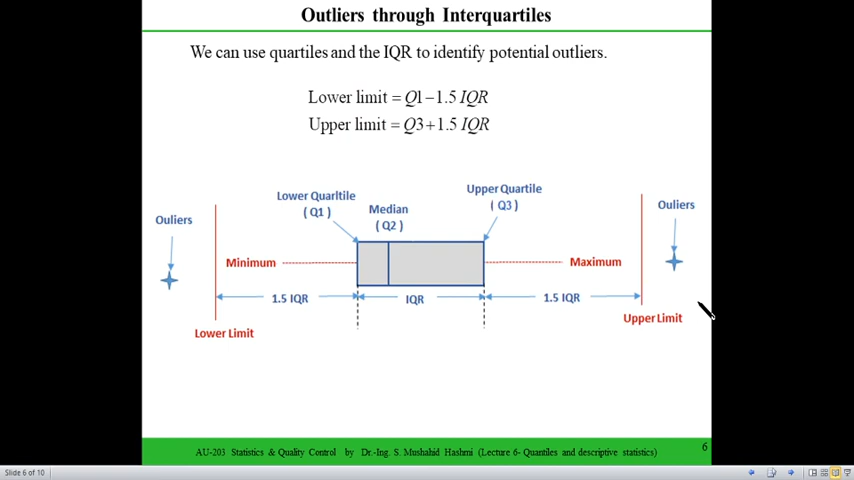 Outliers through Interquartiles
We can use quartiles and the IQR to identify potential outliers.
Lower limit = Q1−1.5 IQR
Upper limit = Q3+1.5 IQR
Ouliers
Lower Quarltile
( Q1 )
Median
( Q2 )
Upper Quartile
( Q3 )
Ouliers
Minimum
Maximum
1.5 IQR
IQR
1.5 IQR
Lower Limit
Upper Limit
AU-203 Statistics & Quality Control by Dr.-Ing. S. Mushahid Hashmi (Lecture 6- Quantiles and descriptive statistics)
6
Slide 6 of 10